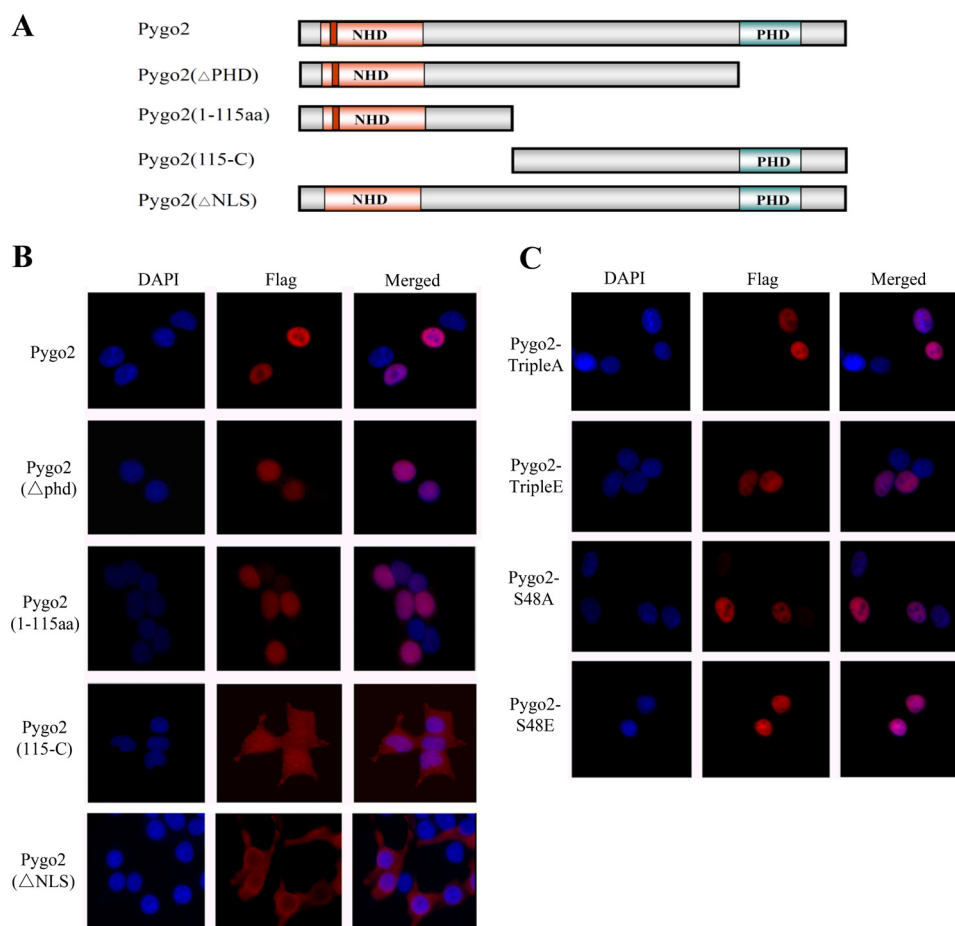 A
Pygo2
NHD
PHD
Pygo2(△PHD)
NHD
Pygo2(1-115aa)
NHD
Pygo2(115-C)
PHD
Pygo2(△NLS)
NHD
PHD
B
DAPI
Flag
Merged
Pygo2
Pygo2
(△phd)
Pygo2
(1-115aa)
Pygo2
(115-C)
Pygo2
(△NLS)
C
DAPI
Flag
Merged
Pygo2-
TripleA
Pygo2-
TripleE
Pygo2-
S48A
Pygo2-
S48E